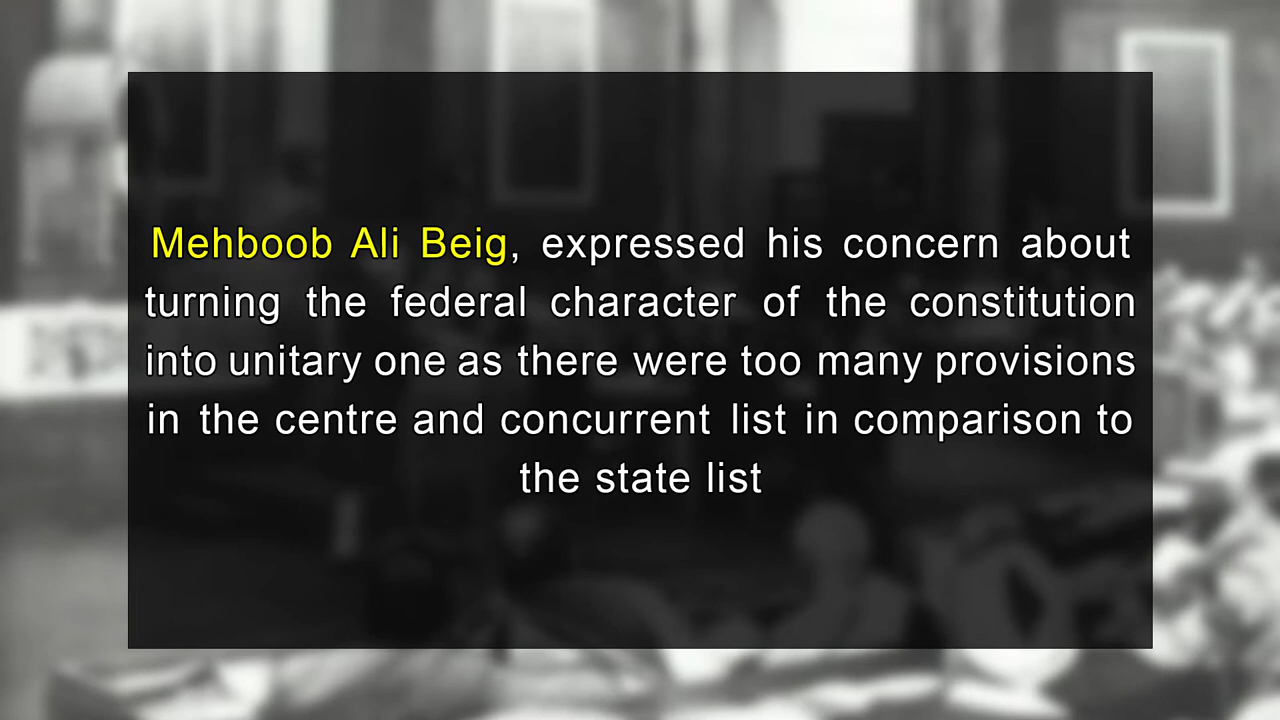 Mehboob Ali Beig, expressed his concern about
turning the federal character of the constitution
into unitary one as there were too many provisions
in the centre and concurrent list in comparison to
the state list